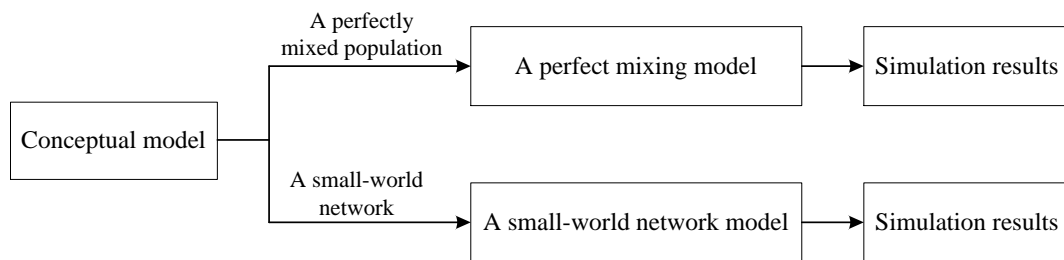 A perfectly
mixed population
A perfect mixing model
Simulation results
Conceptual model
A small-world
network
A small-world network model
Simulation results